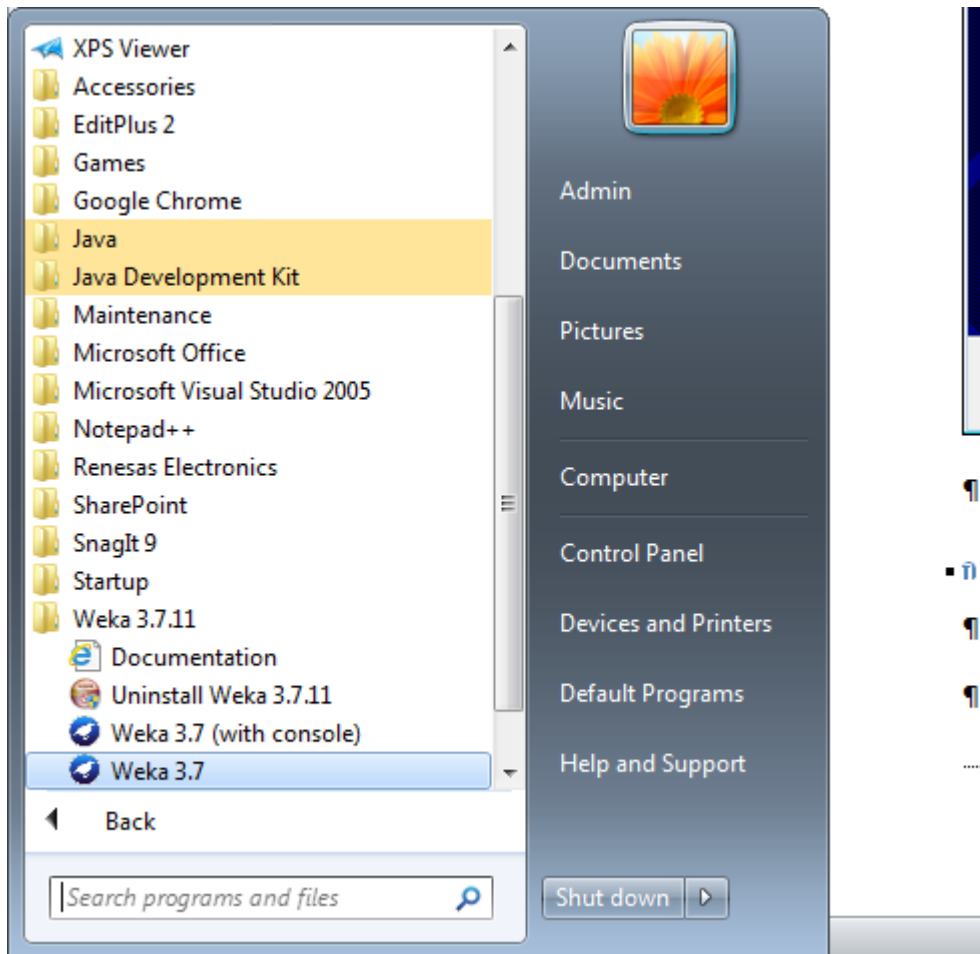 XPS Viewer
Accessories
EditPlus 2
Games
Google Chrome
Java
Java Development Kit
Maintenance
Microsoft Office
Microsoft Visual Studio 2005
Notepad++
Renesas Electronics
SharePoint
SnagIt 9
Startup
Weka 3.7.11
Documentation
Uninstall Weka 3.7.11
Weka 3.7 (with console)
Weka 3.7
Back
Search programs and files
Admin
Documents
Pictures
Music
Computer
Control Panel
Devices and Printers
Default Programs
Help and Support
Shut down
¶
¶
¶